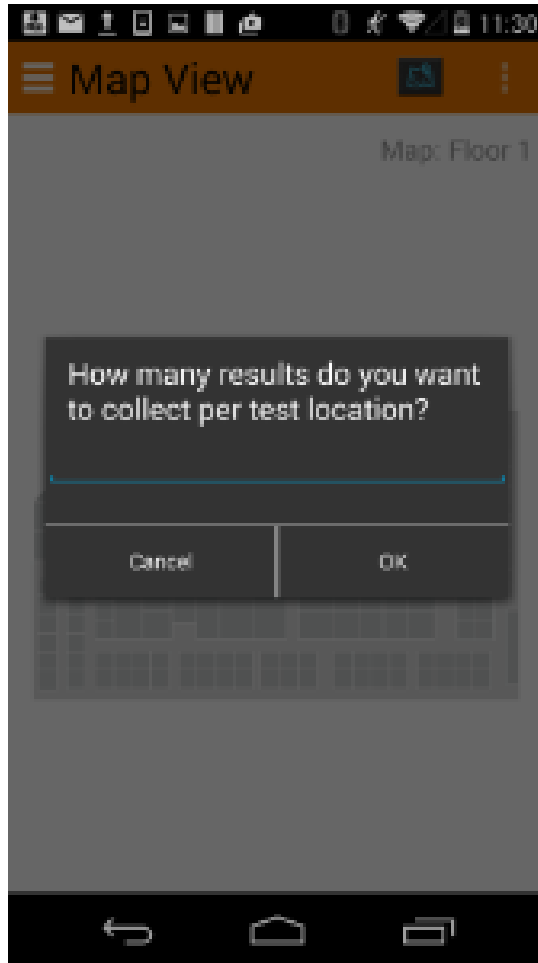 11:30
Map View
Map: Floor 1
How many results do you want
to collect per test location?
Cancel
OK